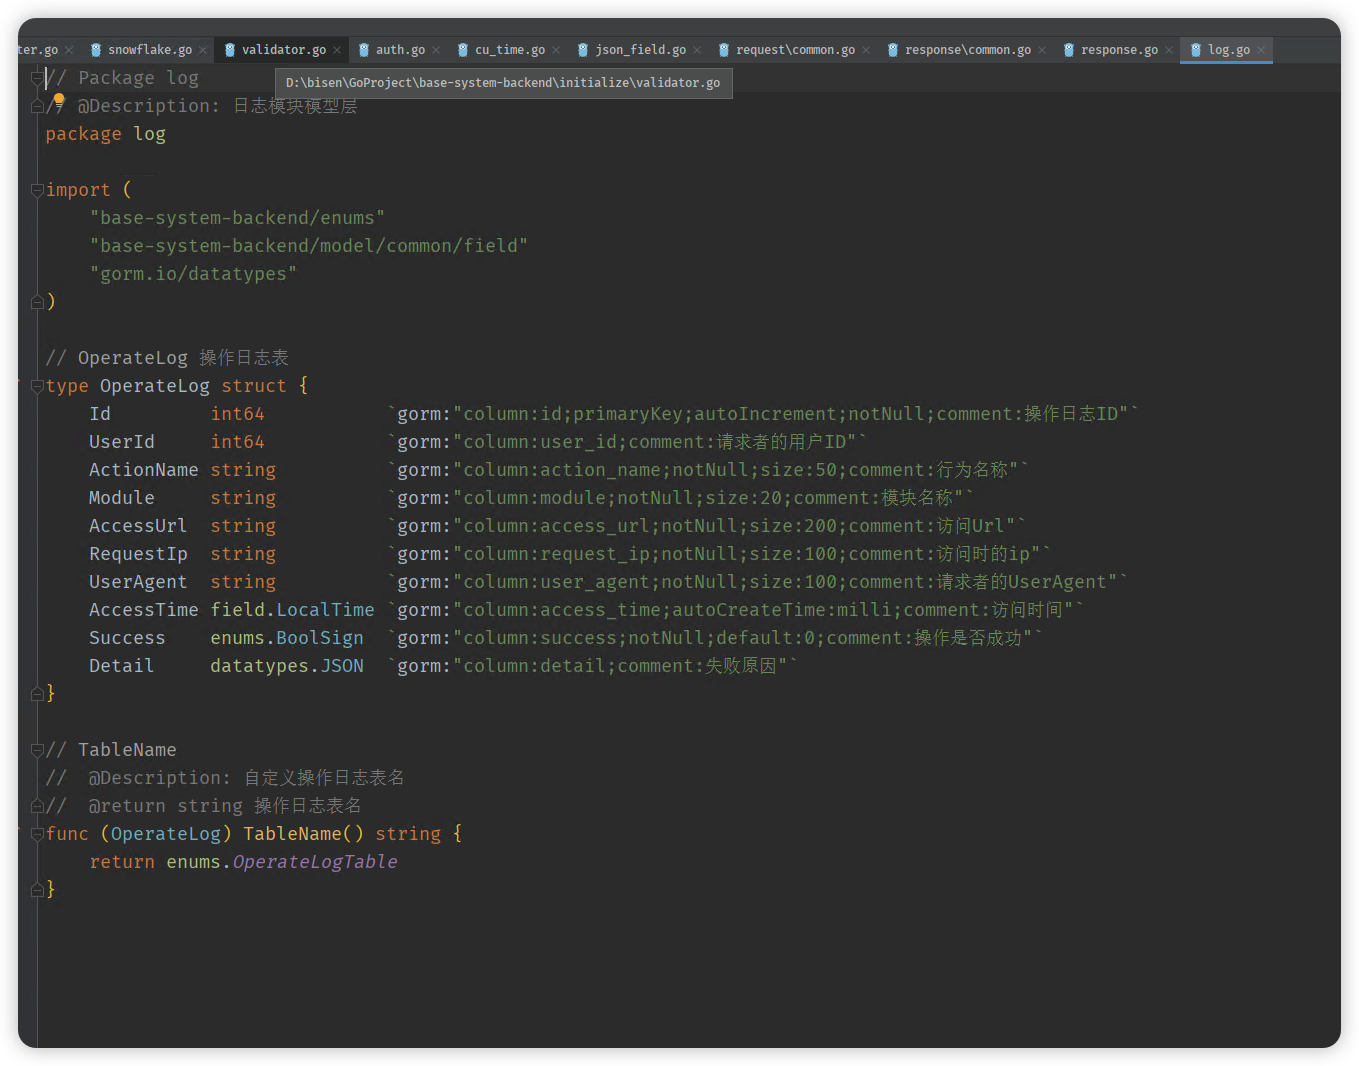 ter.go snowflake.go validator.go auth.go cu_time.go json_field.go request\common.go response\common.go response.go log.go
D:\bisen\GoProject\base-system-backend\initialize\validator.go
// Package log
// @Description: 日志模块模型层
package log
import (
"base-system-backend/enums"
"base-system-backend/model/common/field"
"gorm.io/datatypes"
)
// OperateLog 操作日志表
type OperateLog struct {
Id int64 `gorm:"column:id;primaryKey;autoIncrement;notNull;comment:操作日志ID"`
UserId int64 `gorm:"column:user_id;comment:请求者的用户ID"`
ActionName string `gorm:"column:action_name;notNull;size:50;comment:行为名称"`
Module string `gorm:"column:module;notNull;size:20;comment:模块名称"`
AccessUrl string `gorm:"column:access_url;notNull;size:200;comment:访问Url"`
RequestIp string `gorm:"column:request_ip;notNull;size:100;comment:访问时的ip"`
UserAgent string `gorm:"column:user_agent;notNull;size:100;comment:请求者的UserAgent"`
AccessTime field.LocalTime `gorm:"column:access_time;autoCreateTime:milli;comment:访问时间"`
Success enums.BoolSign `gorm:"column:success;notNull;default:0;comment:操作是否成功"`
Detail datatypes.JSON `gorm:"column:detail;comment:失败原因"`
}
// TableName
// @Description: 自定义操作日志表名
// @return string 操作日志表名
func (OperateLog) TableName() string {
return enums.OperateLogTable
}